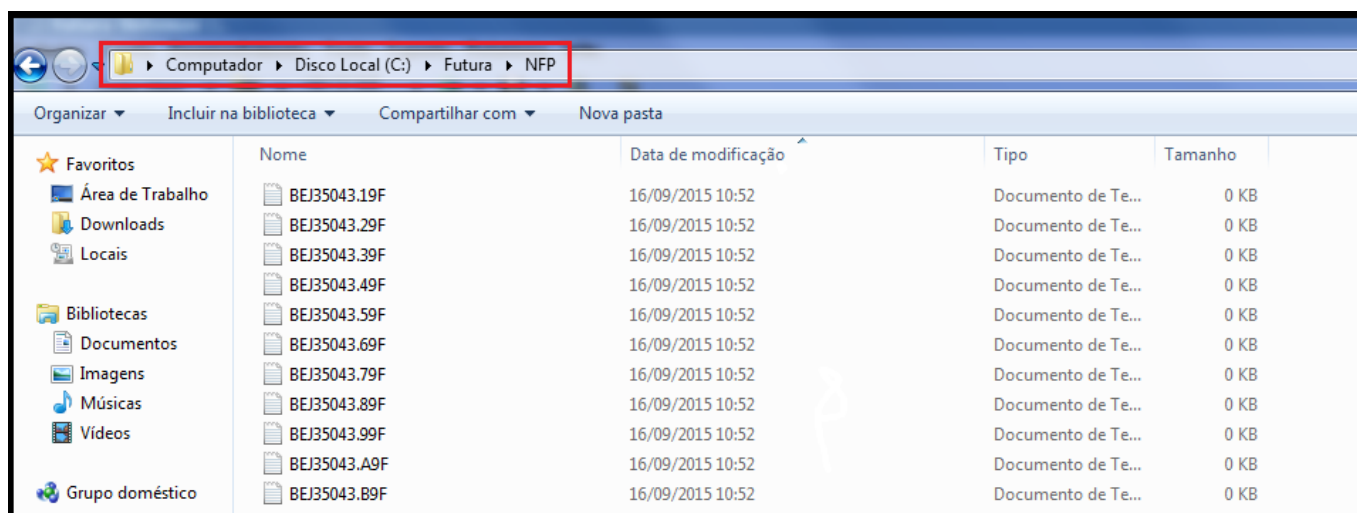 Computador Disco Local (C:) Futura NFP
Organizar Incluir na biblioteca Compartilhar com Nova pasta
Nome Data de modificação Tipo Tamanho
Favoritos
Área de Trabalho
Downloads
Locais
Bibliotecas
Documentos
Imagens
Músicas
Vídeos
Grupo doméstico
BEJ35043.19F 16/09/2015 10:52 Documento de Te... 0 KB
BEJ35043.29F 16/09/2015 10:52 Documento de Te... 0 KB
BEJ35043.39F 16/09/2015 10:52 Documento de Te... 0 KB
BEJ35043.49F 16/09/2015 10:52 Documento de Te... 0 KB
BEJ35043.59F 16/09/2015 10:52 Documento de Te... 0 KB
BEJ35043.69F 16/09/2015 10:52 Documento de Te... 0 KB
BEJ35043.79F 16/09/2015 10:52 Documento de Te... 0 KB
BEJ35043.89F 16/09/2015 10:52 Documento de Te... 0 KB
BEJ35043.99F 16/09/2015 10:52 Documento de Te... 0 KB
BEJ35043.A9F 16/09/2015 10:52 Documento de Te... 0 KB
BEJ35043.B9F 16/09/2015 10:52 Documento de Te... 0 KB